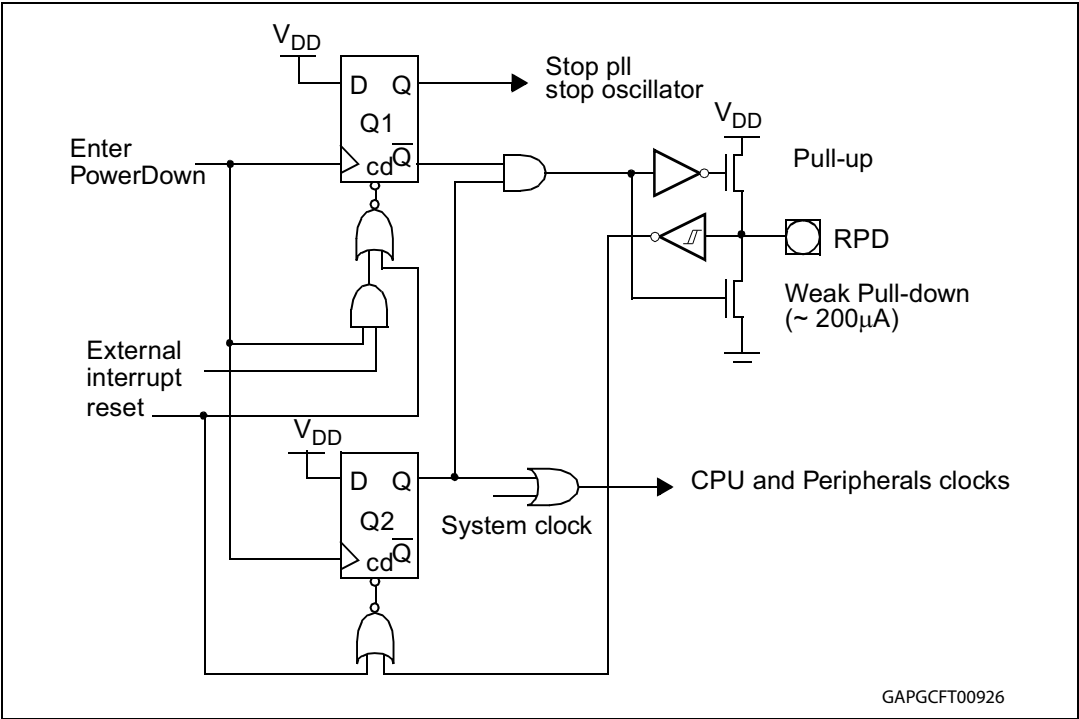 VDD
D Q
Q1
cd Q̅
Stop pll
stop oscillator
Enter
PowerDown
VDD
Pull-up
RPD
Weak Pull-down
(~ 200μA)
External
interrupt
reset
VDD
D Q
Q2
cd Q̅
System clock
CPU and Peripherals clocks
GAPGCFT00926